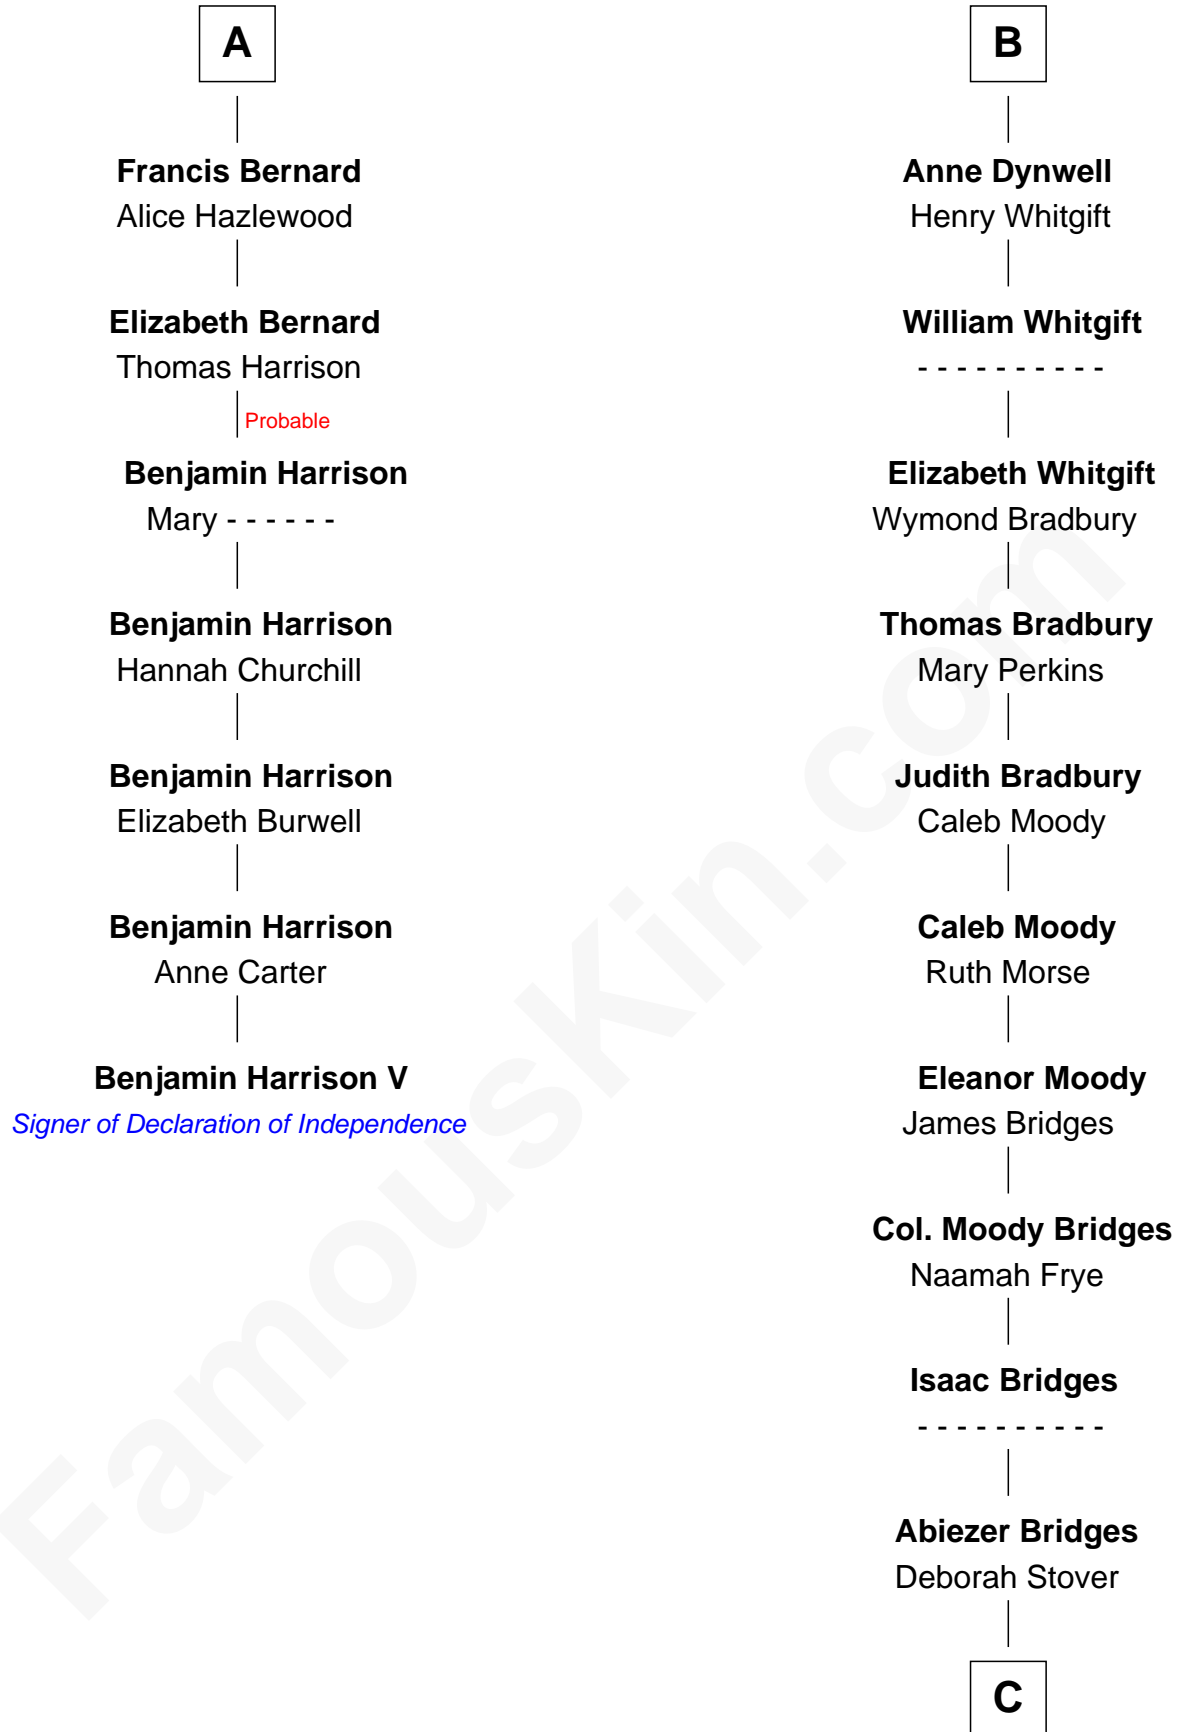 A
Francis Bernard
Alice Hazlewood
Elizabeth Bernard
Thomas Harrison
Probable
Benjamin Harrison
Mary - - - - - -
Benjamin Harrison
Hannah Churchill
Benjamin Harrison
Elizabeth Burwell
Benjamin Harrison
Anne Carter
Benjamin Harrison V
Signer of Declaration of Independence
B
Anne Dynwell
Henry Whitgift
William Whitgift
- - - - - - - - - -
Elizabeth Whitgift
Wymond Bradbury
Thomas Bradbury
Mary Perkins
Judith Bradbury
Caleb Moody
Caleb Moody
Ruth Morse
Eleanor Moody
James Bridges
Col. Moody Bridges
Naamah Frye
Isaac Bridges
- - - - - - - - - -
Abiezer Bridges
Deborah Stover
C
FamousKin.com